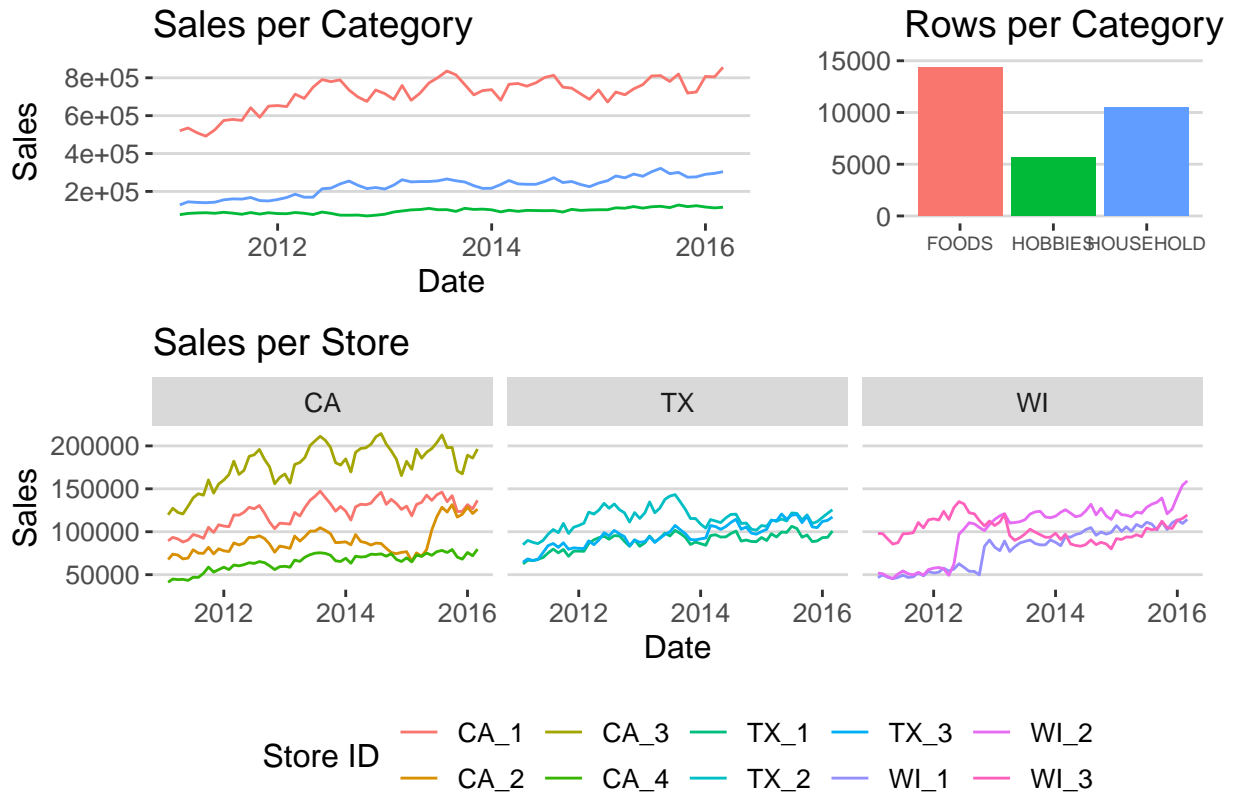 Sales per Category
Rows per Category
Sales
8e+05
6e+05
4e+05
2e+05
2012
2014
2016
Date
15000
10000
5000
0
FOODS
HOBBIES
HOUSEHOLD
Sales per Store
CA
TX
WI
Sales
200000
150000
100000
50000
2012
2014
2016
2012
2014
2016
2012
2014
2016
Date
Store ID
CA_1
CA_3
TX_1
TX_3
WI_2
CA_2
CA_4
TX_2
WI_1
WI_3